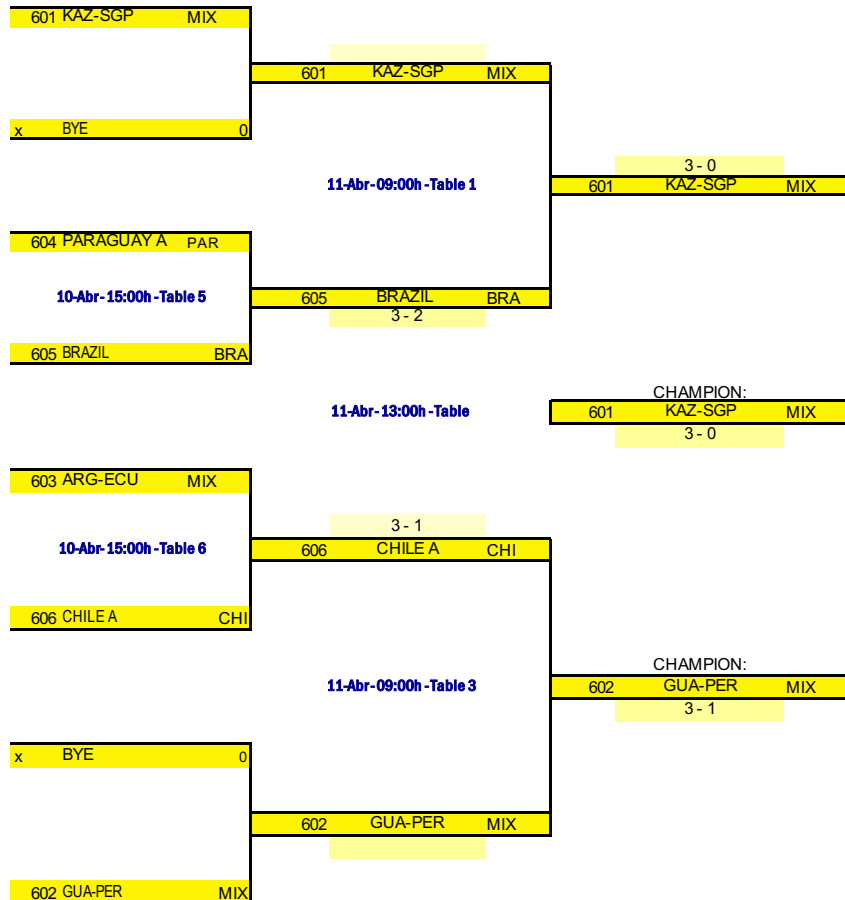 601 KAZ-SGP MIX
601 KAZ-SGP MIX
x BYE 0
3 - 0
11-Abr-09:00h-Table 1
601 KAZ-SGP MIX
604 PARAGUAY A PAR
10-Abr-15:00h-Table 5
605 BRAZIL BRA
3 - 2
605 BRAZIL BRA
CHAMPION:
11-Abr-13:00h-Table
601 KAZ-SGP MIX
3 - 0
603 ARG-ECU MIX
3 - 1
10-Abr-15:00h-Table 6
606 CHILE A CHI
606 CHILE A CHI
CHAMPION:
11-Abr-09:00h-Table 3
602 GUA-PER MIX
3 - 1
x BYE 0
602 GUA-PER MIX
602 GUA-PER MIX